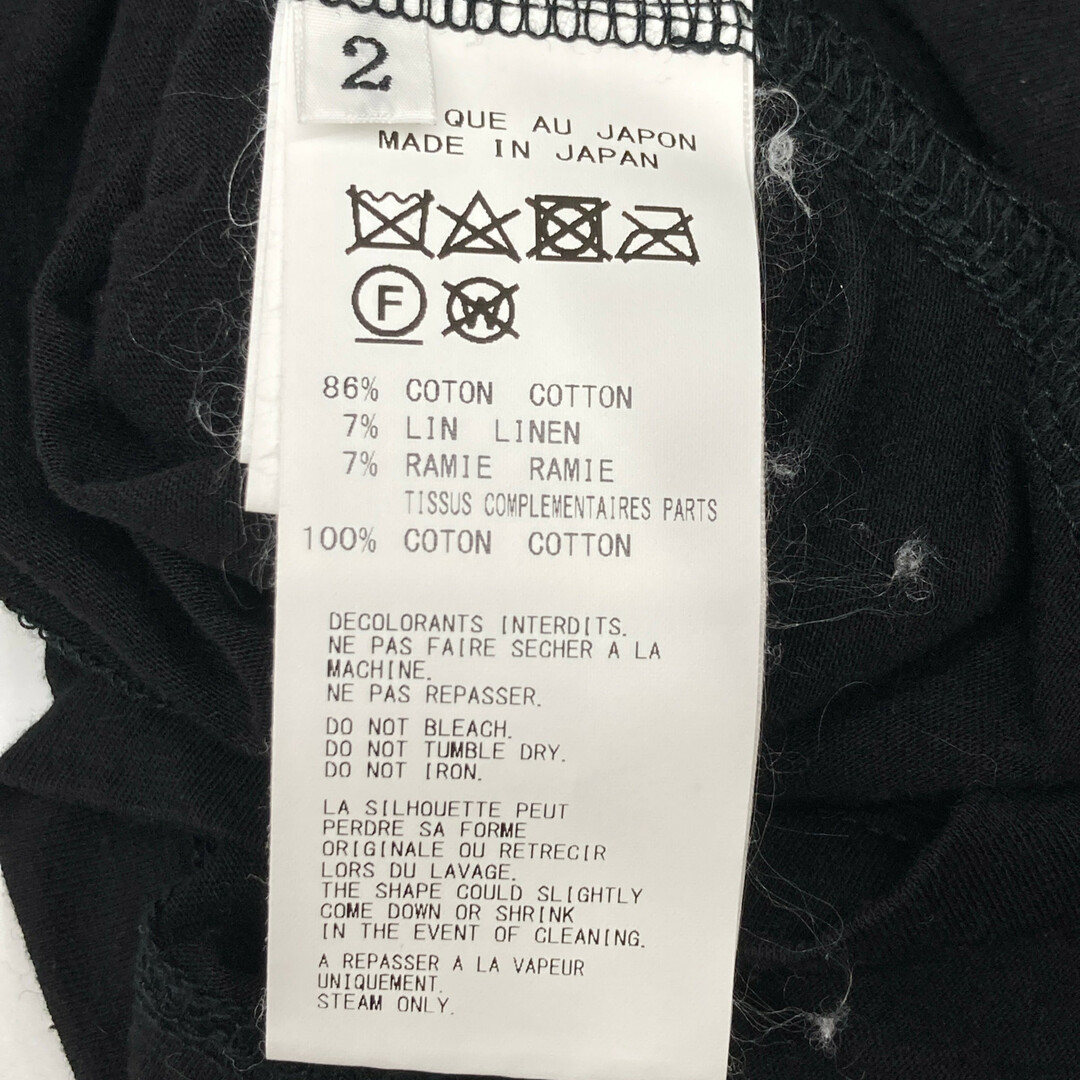 2
QUE AU JAPON
MADE IN JAPAN
F W
86% COTON COTTON
7% LIN LINEN
7% RAMIE RAMIE
TISSUS COMPLEMENTAIRES PARTS
100% COTON COTTON
DECOLORANTS INTERDITS.
NE PAS FAIRE SECHER A LA
MACHINE.
NE PAS REPASSER.
DO NOT BLEACH.
DO NOT TUMBLE DRY.
DO NOT IRON.
LA SILHOUETTE PEUT
PERDRE SA FORME
ORIGINALE OU RETRECIR
LORS DU LAVAGE.
THE SHAPE COULD SLIGHTLY
COME DOWN OR SHRINK
IN THE EVENT OF CLEANING.
A REPASSER A LA VAPEUR
UNIQUEMENT.
STEAM ONLY.